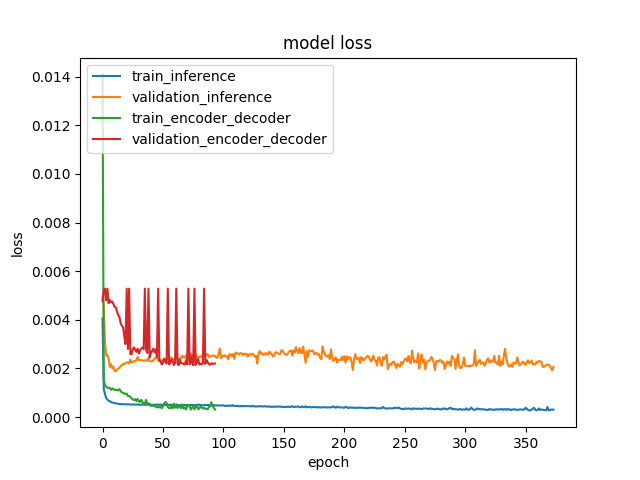 model loss
train_inference
validation_inference
train_encoder_decoder
validation_encoder_decoder
0.014
0.012
0.010
0.008
0.006
0.004
0.002
0.000
loss
0 50 100 150 200 250 300 350
epoch